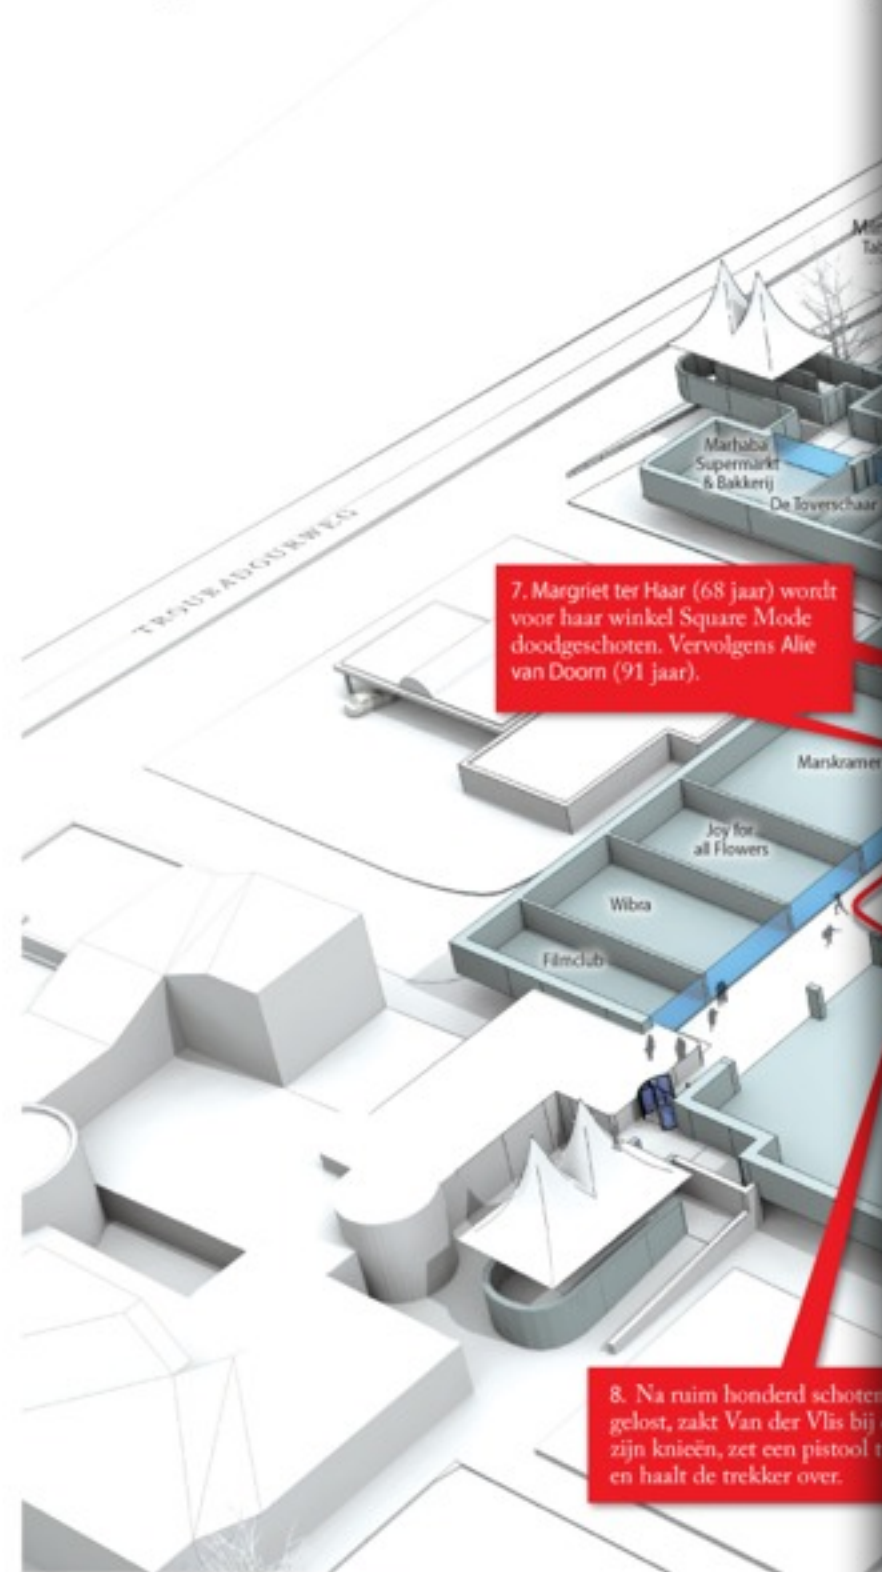 Marhaba
Supermarkt
& Bakkerij
De Toverschaar
TROUBADOURWEG
7. Margriet ter Haar (68 jaar) wordt
voor haar winkel Square Mode
doodgeschoten. Vervolgens Alie
van Doorn (91 jaar).
Marskramer
Joy for
all Flowers
Wibra
Filmclub
8. Na ruim honderd schoten
gelost, zakt Van der Vlis bij
zijn knieën, zet een pistool
en haalt de trekker over.